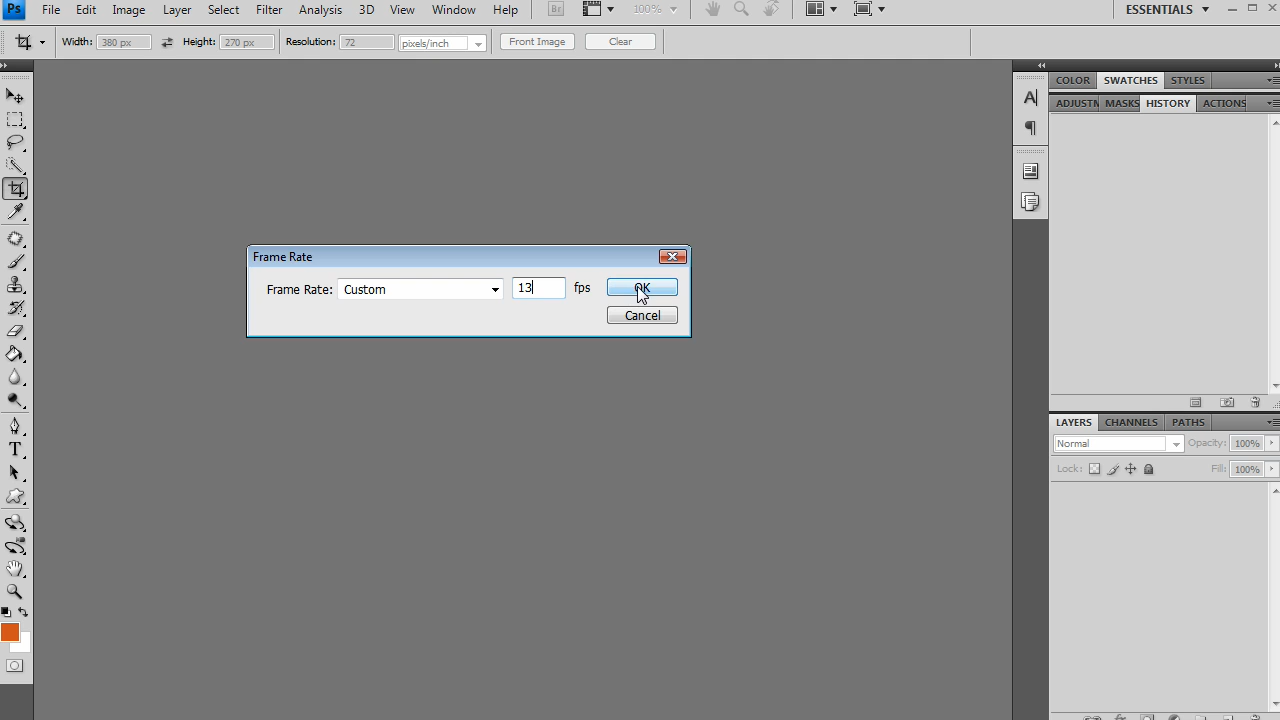 Ps File Edit Image Layer Select Filter Analysis 3D View Window Help Br 100% ESSENTIALS
Width: 380 px Height: 270 px Resolution: 72 pixels/inch Front Image Clear
COLOR SWATCHES STYLES
ADJUSTM MASKS HISTORY ACTIONS
A
¶
Frame Rate
Frame Rate: Custom 13 fps OK
Cancel
LAYERS CHANNELS PATHS
Normal Opacity: 100%
Lock: Fill: 100%
T